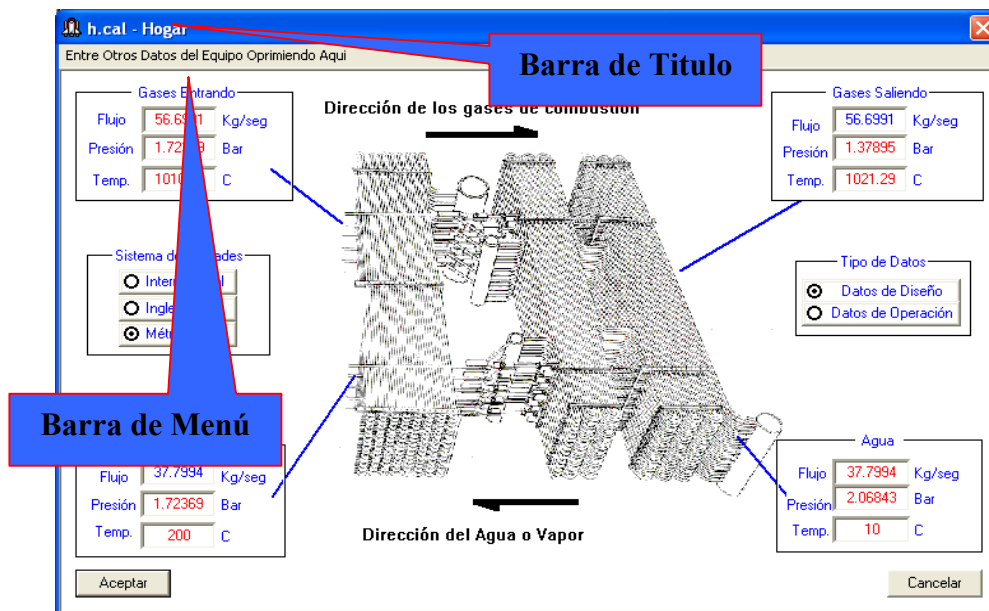 h.cal - Hogar
Entre Otros Datos del Equipo Oprimiendo Aqui
Barra de Titulo
Gases Entrando
Flujo Kg/seg
Presión Bar
Temp. C
Dirección de los gases de combustión
Gases Saliendo
Flujo 56.6991 Kg/seg
Presión 1.37895 Bar
Temp. 1021.29 C
Sistema de
Tipo de Datos
Datos de Diseño
Datos de Operación
Barra de Menú
Flujo 37.7994 Kg/seg
Presión 1.72369 Bar
Temp. 200 C
Agua
Flujo 37.7994 Kg/seg
Presión 2.06843 Bar
Temp. 10 C
Dirección del Agua o Vapor
Aceptar
Cancelar